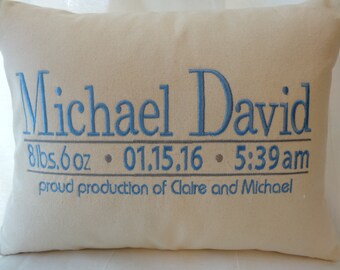 Michael David
8lbs,6oz • 01.15.16 • 5:39am
proud production of Claire and Michael